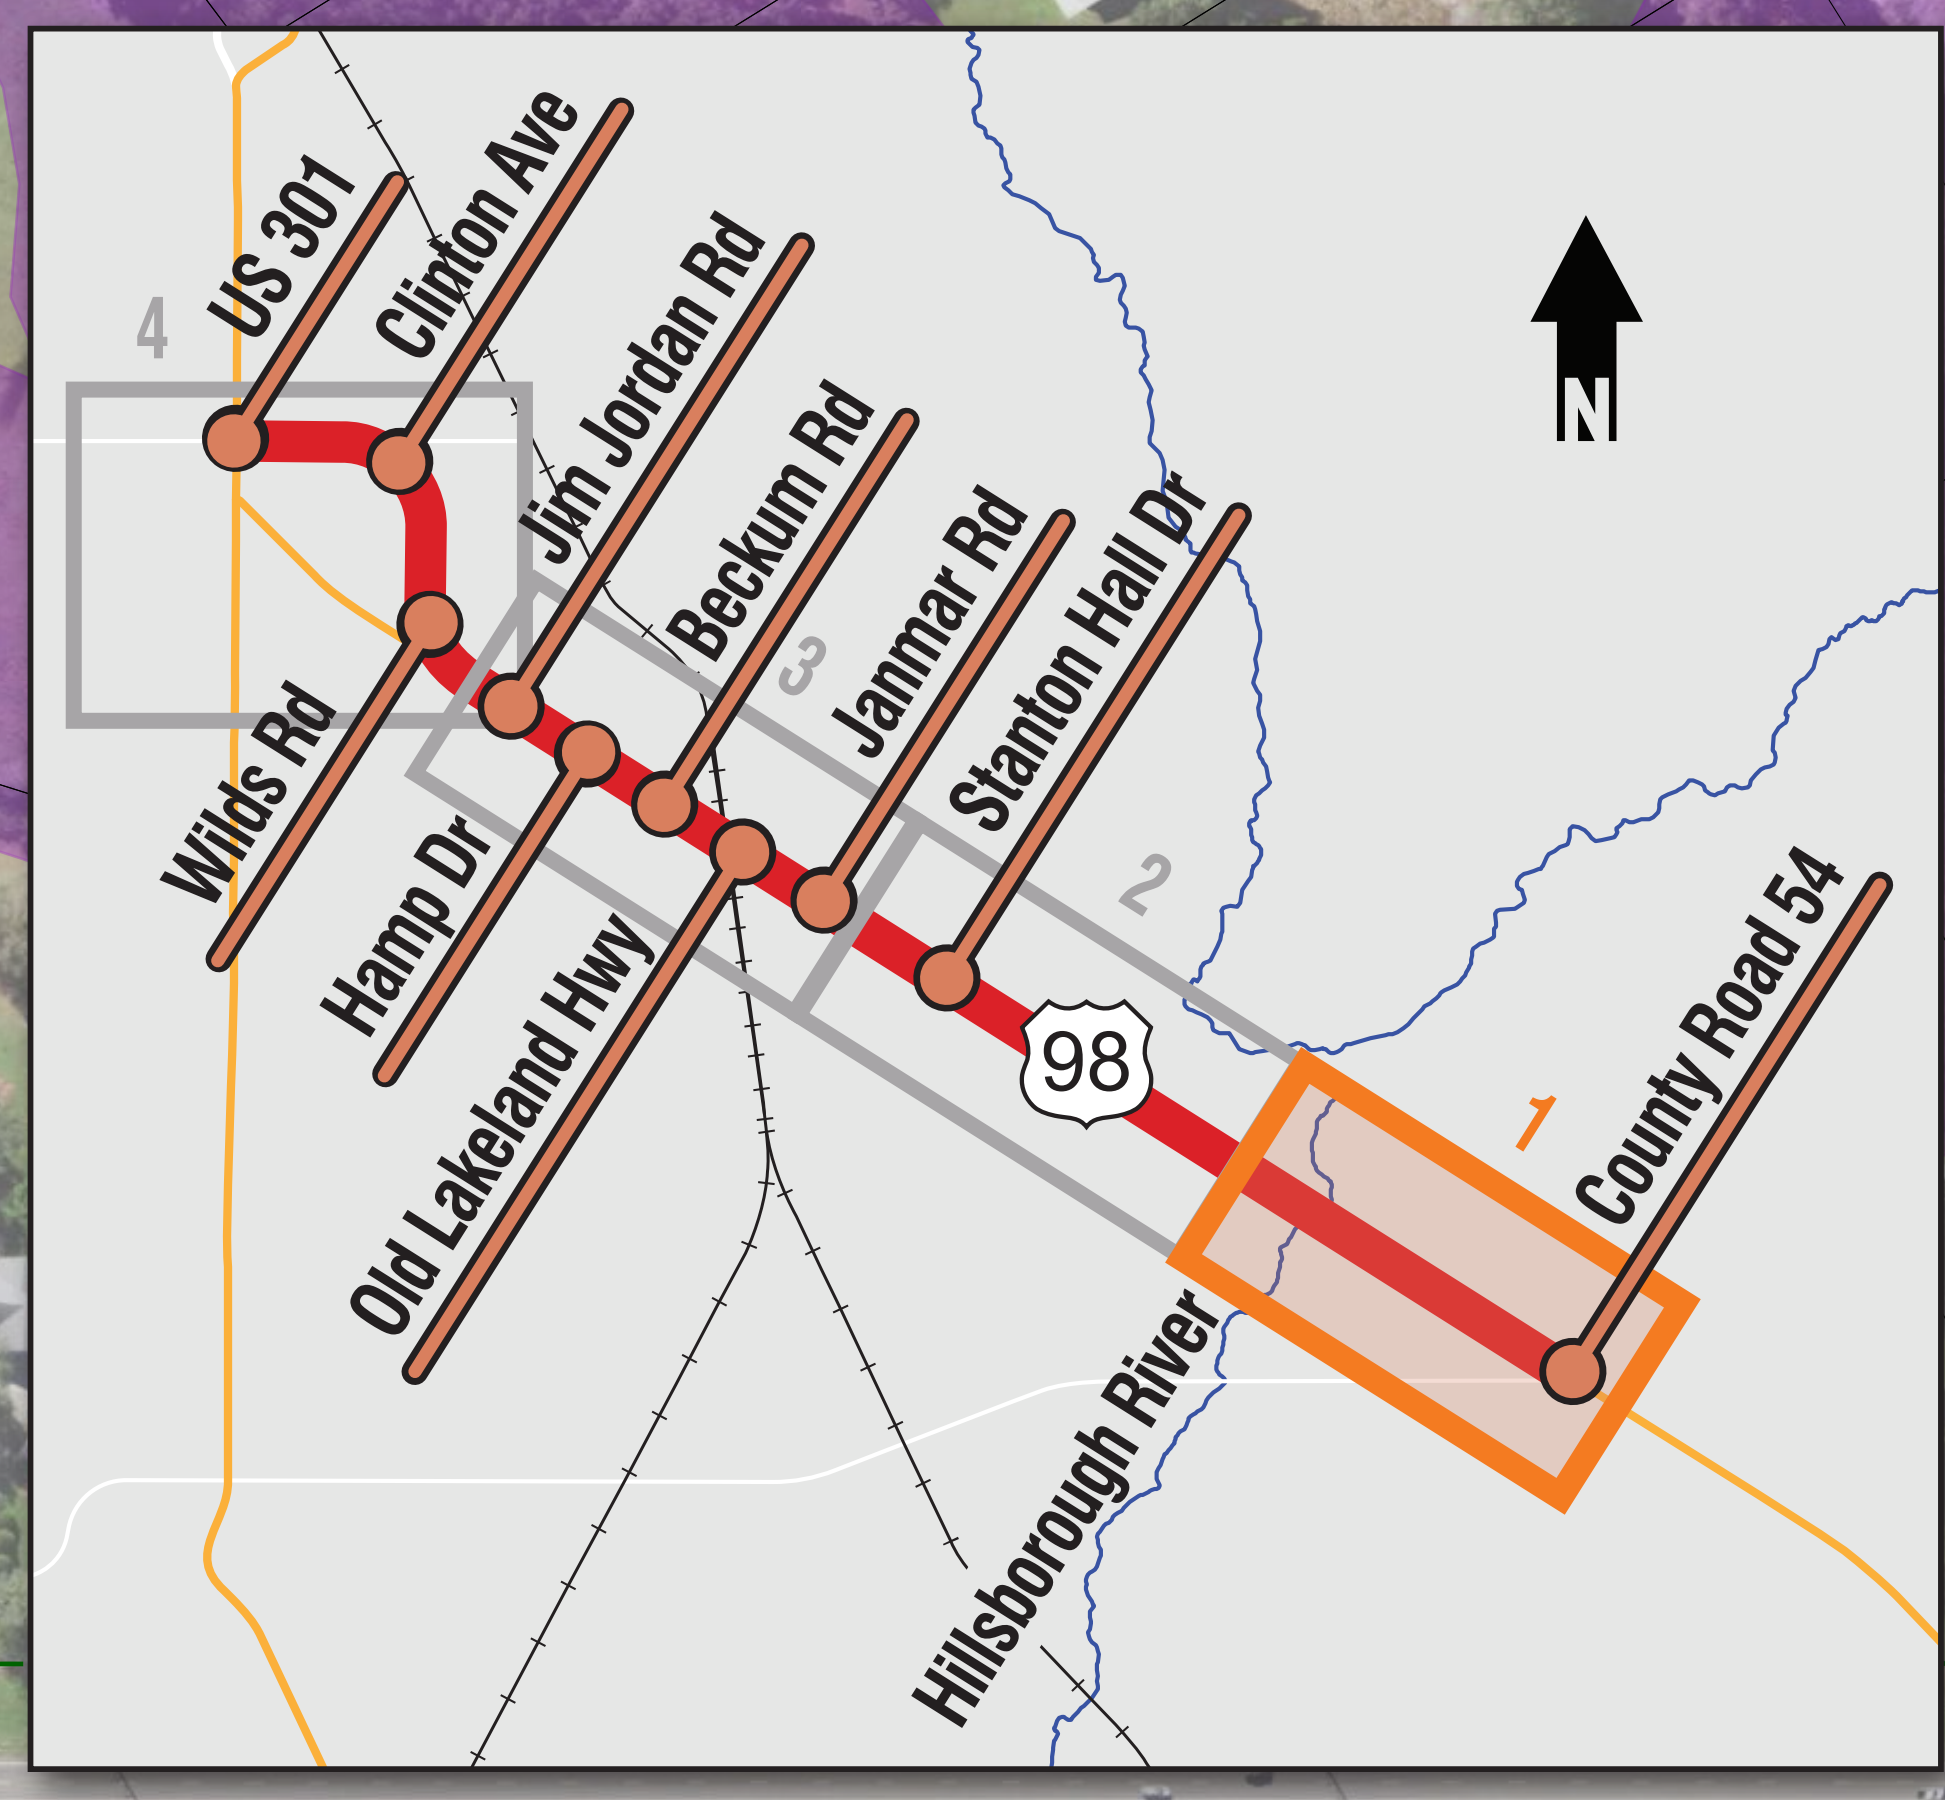 US 301
Clinton Ave
Jim Jordan Rd
Beckum Rd
Janmar Rd
Stanton Hall Dr
N
4
3
2
1
Wilds Rd
Hamp Dr
Old Lakeland Hwy
98
County Road 54
Hillsborough River